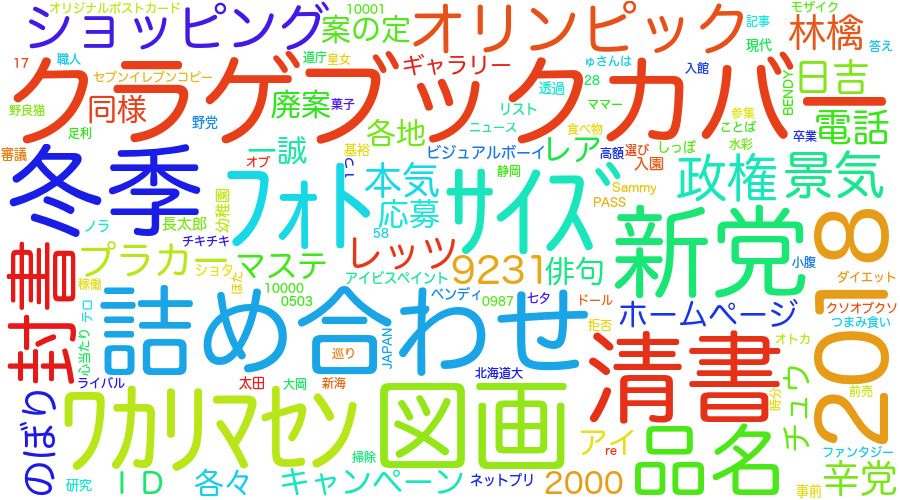 オリジナルポストカード
10001
モザイク
ショッピング
案の定
オリンピック
記事
林檎
17
職人
道庁
皇女
ギャラリー
現代
答え
クラゲブックカバー
セブンイレブンコピー
ゅさんは
入館
日吉
野良猫
同様
廃案
菓子
透過
28
BENDY
足利
野党
各地
リスト
ママー
参集
ことば
電話
審議
冬季
一誠
基裕
ニュース
食べ物
卒業
水彩
オブ
ビジュアルボーイ
レア
高額
選び
しっぽ
入園
フォト
本気
静岡
サイズ
Sammy
政権
景気
幼稚園
応募
PASS
ノラ
長太郎
チキチキ
58
新党
2018
封書
プラカー
ショタ
マステ
レッツ
アイビスペイント
9231
俳句
小腹
ダイエット
稼働
ほた
10000
0503
ベンディ
0987
七夕
ドール
ホームページ
クソオブクソ
つまみ食い
テロ
心当たり
詰め合わせ
巡り
JAPAN
拒否
清書
オトカ
ライバル
太田
大岡
新海
北海道大
時分
前売
のぼり
ワカリマセン
図画
アイ
re
品名
チュウ
掃除
ファンタジー
研究
ID
各々
キャンペーン
ネットプリ
2000
事前
辛党